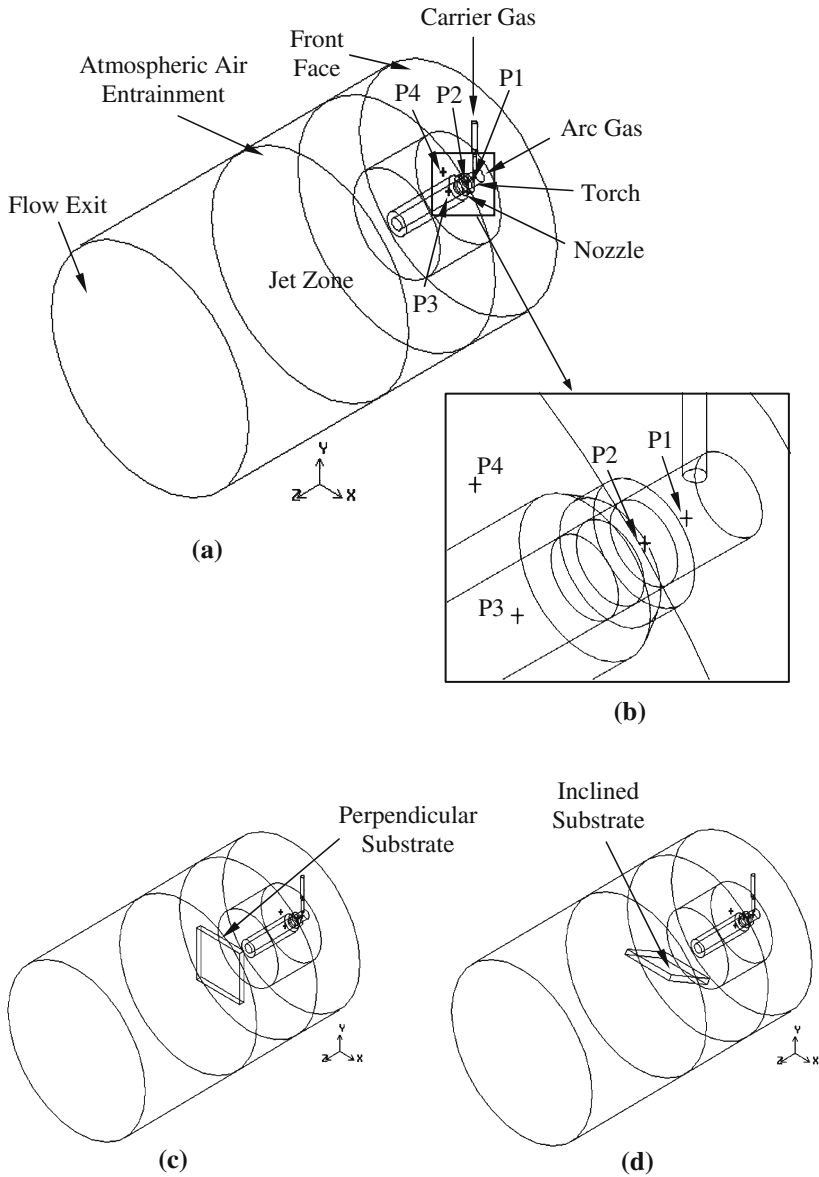 Carrier Gas
Front
Face
Atmospheric Air
Entrainment
P4
P2
P1
Arc Gas
Flow Exit
Torch
Nozzle
Jet Zone
P3
Y
Z
X
(a)
P1
P2
P4
P3
(b)
Perpendicular
Substrate
Inclined
Substrate
Y
Z
X
Y
Z
X
(c)
(d)